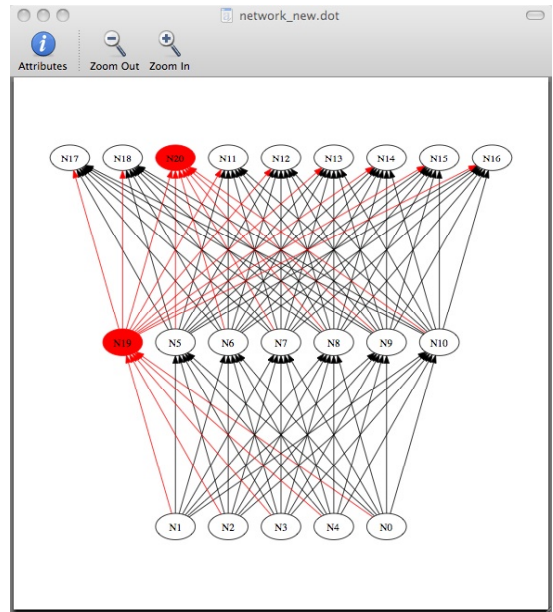 network_new.dot
Attributes Zoom Out Zoom In
N17 N18 N20 N11 N12 N13 N14 N15 N16
N19 N5 N6 N7 N8 N9 N10
N1 N2 N3 N4 N0